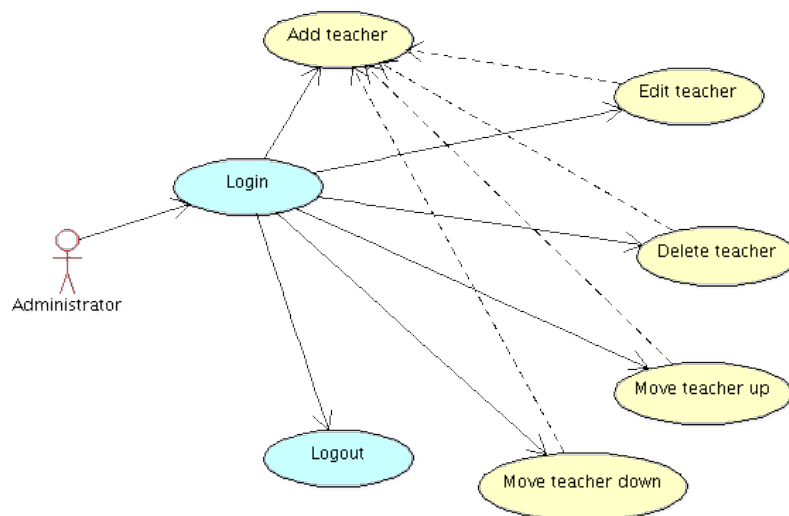 Add teacher
Edit teacher
Login
Delete teacher
Administrator
Move teacher up
Logout
Move teacher down